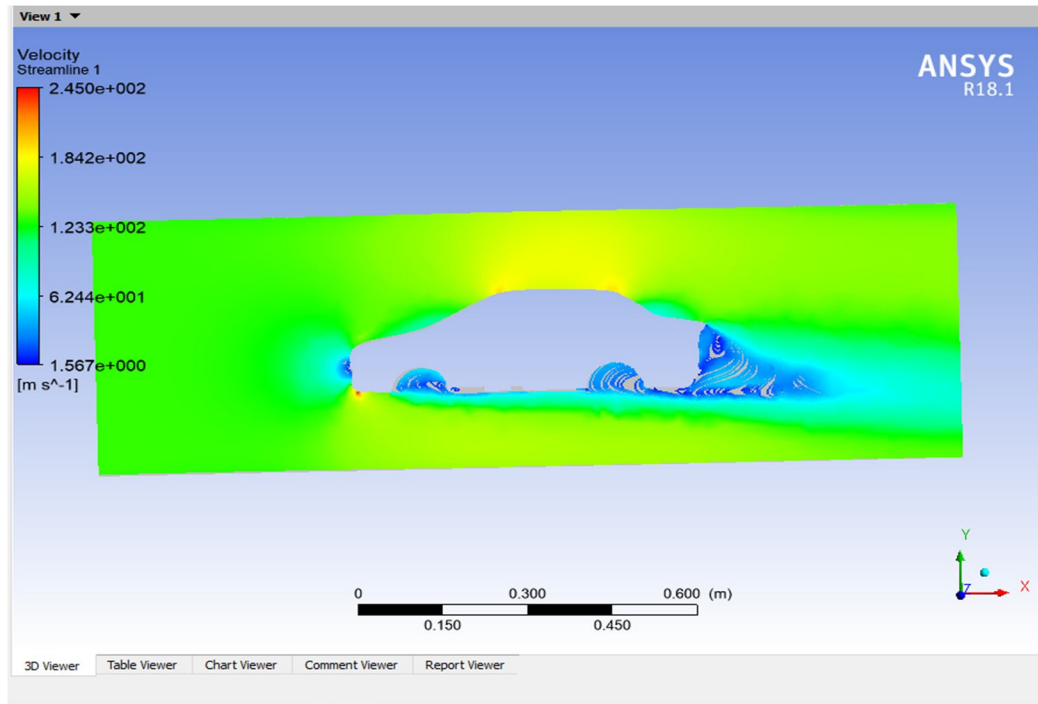 View 1
Velocity
Streamline 1
2.450e+002
1.842e+002
1.233e+002
6.244e+001
1.567e+000
[m s^-1]
ANSYS
R18.1
0 0.300 0.600 (m)
0.150 0.450
Y
Z X
3D Viewer Table Viewer Chart Viewer Comment Viewer Report Viewer